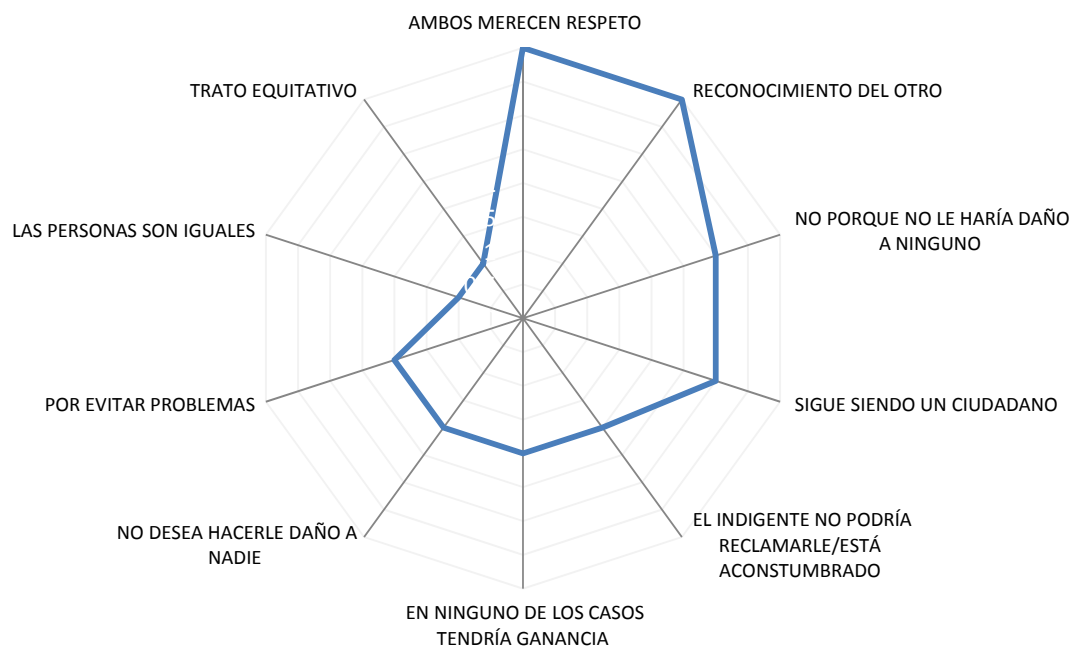 AMBOS MERECEN RESPETO
RECONOCIMIENTO DEL OTRO
NO PORQUE NO LE HARÍA DAÑO
A NINGUNO
SIGUE SIENDO UN CIUDADANO
EL INDIGENTE NO PODRÍA
RECLAMARLE/ESTÁ
ACONSTUMBRADO
EN NINGUNO DE LOS CASOS
TENDRÍA GANANCIA
NO DESEA HACERLE DAÑO A
NADIE
POR EVITAR PROBLEMAS
LAS PERSONAS SON IGUALES
TRATO EQUITATIVO